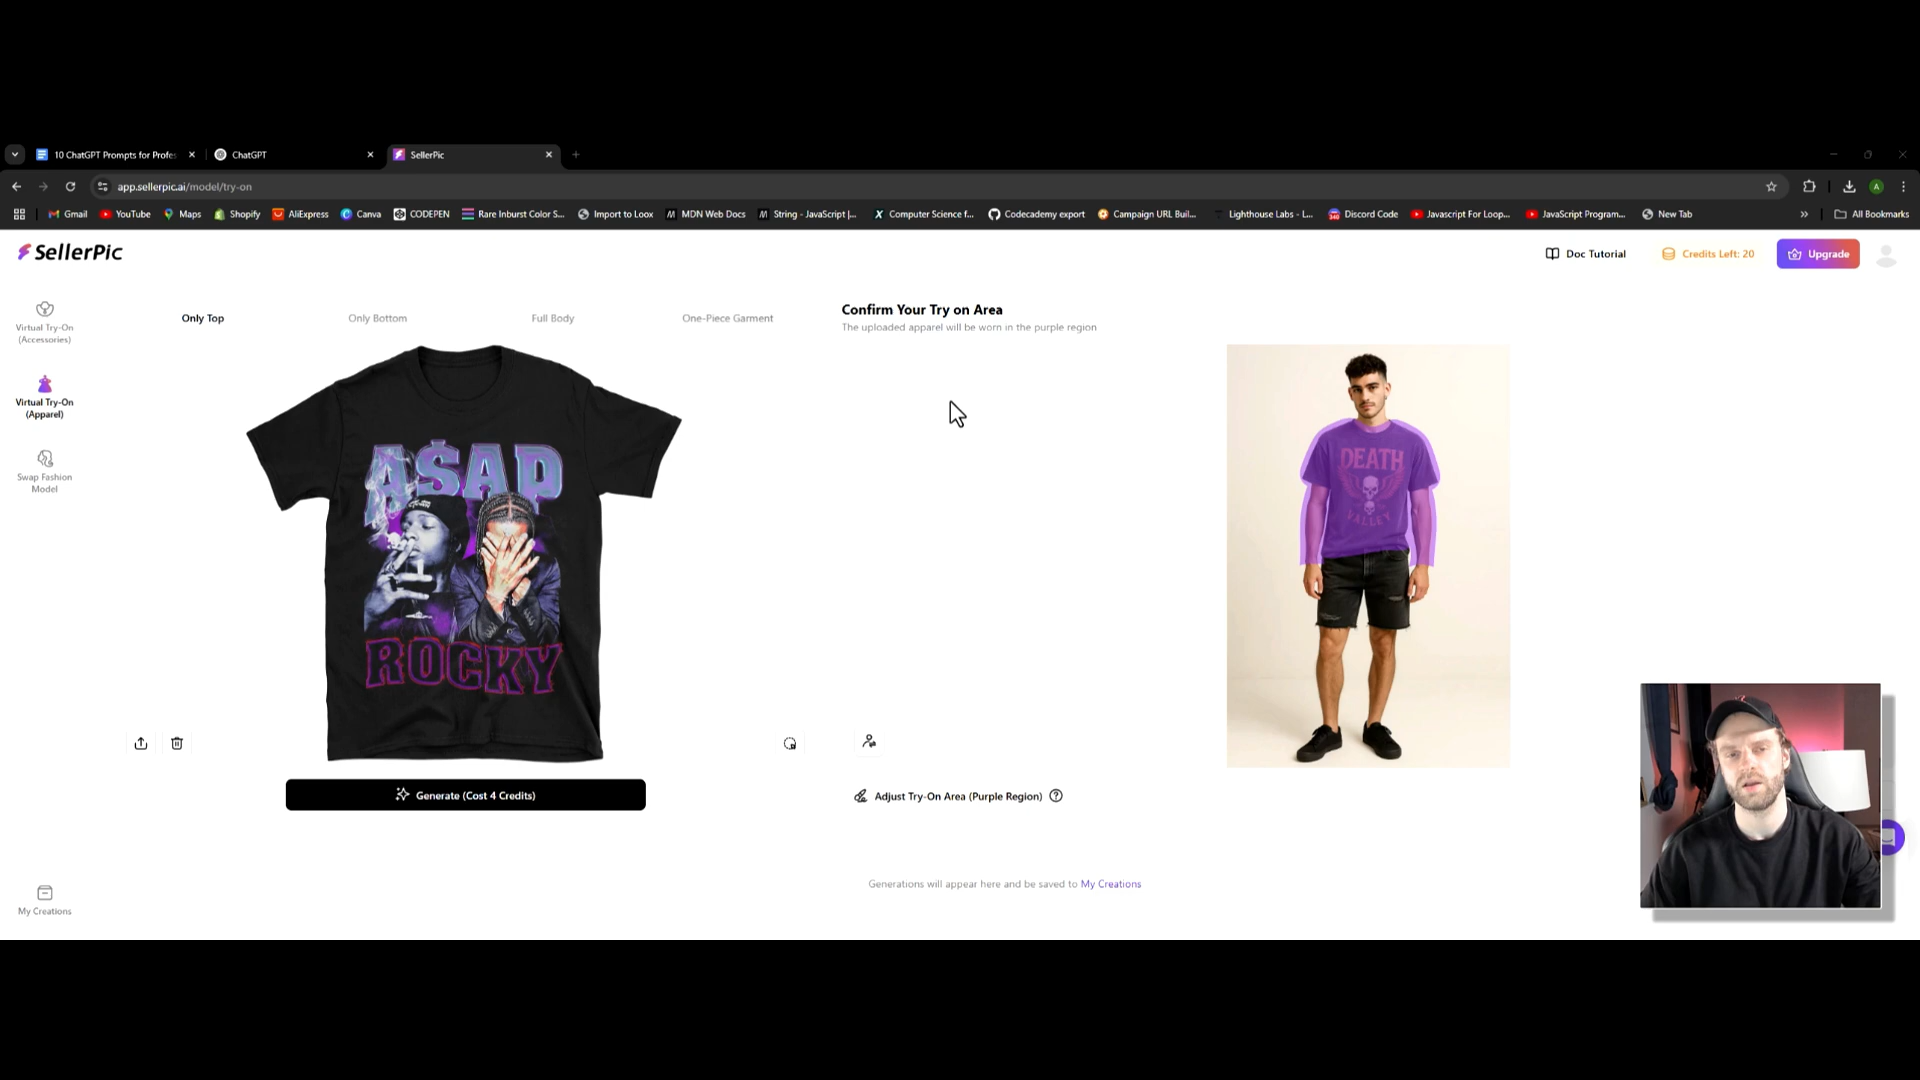 10 ChatGPT Prompts for Profes
ChatGPT
SellerPic
app.sellerpic.ai/model/try-on
Gmail
YouTube
Maps
Shopify
AliExpress
Canva
CODEPEN
Rare Inburst Color S...
Import to Loox
MDN Web Docs
String - JavaScript |...
Computer Science f...
Codecademy export
Campaign URL Buil...
Lighthouse Labs - L...
Discord Code
Javascript For Loop...
JavaScript Program...
New Tab
All Bookmarks
SellerPic
Doc Tutorial
Credits Left: 20
Upgrade
Virtual Try-On
(Accessories)
Virtual Try-On
(Apparel)
Swap Fashion
Model
My Creations
Only Top
Only Bottom
Full Body
One-Piece Garment
A$AP
ROCKY
Generate (Cost 4 Credits)
Confirm Your Try on Area
The uploaded apparel will be worn in the purple region
DEATH
VALLEY
Adjust Try-On Area (Purple Region)
Generations will appear here and be saved to My Creations